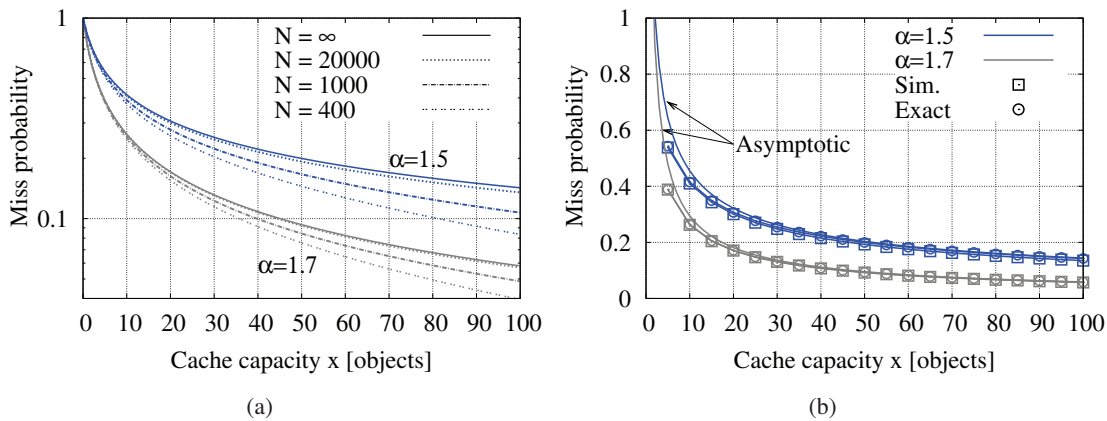 1
0.1
Miss probability
N = ∞
N = 20000
N = 1000
N = 400
α=1.5
α=1.7
0 10 20 30 40 50 60 70 80 90 100
Cache capacity x [objects]
(a)
1
0.8
0.6
0.4
0.2
0
Miss probability
α=1.5
α=1.7
Sim.
Exact
Asymptotic
0 10 20 30 40 50 60 70 80 90 100
Cache capacity x [objects]
(b)